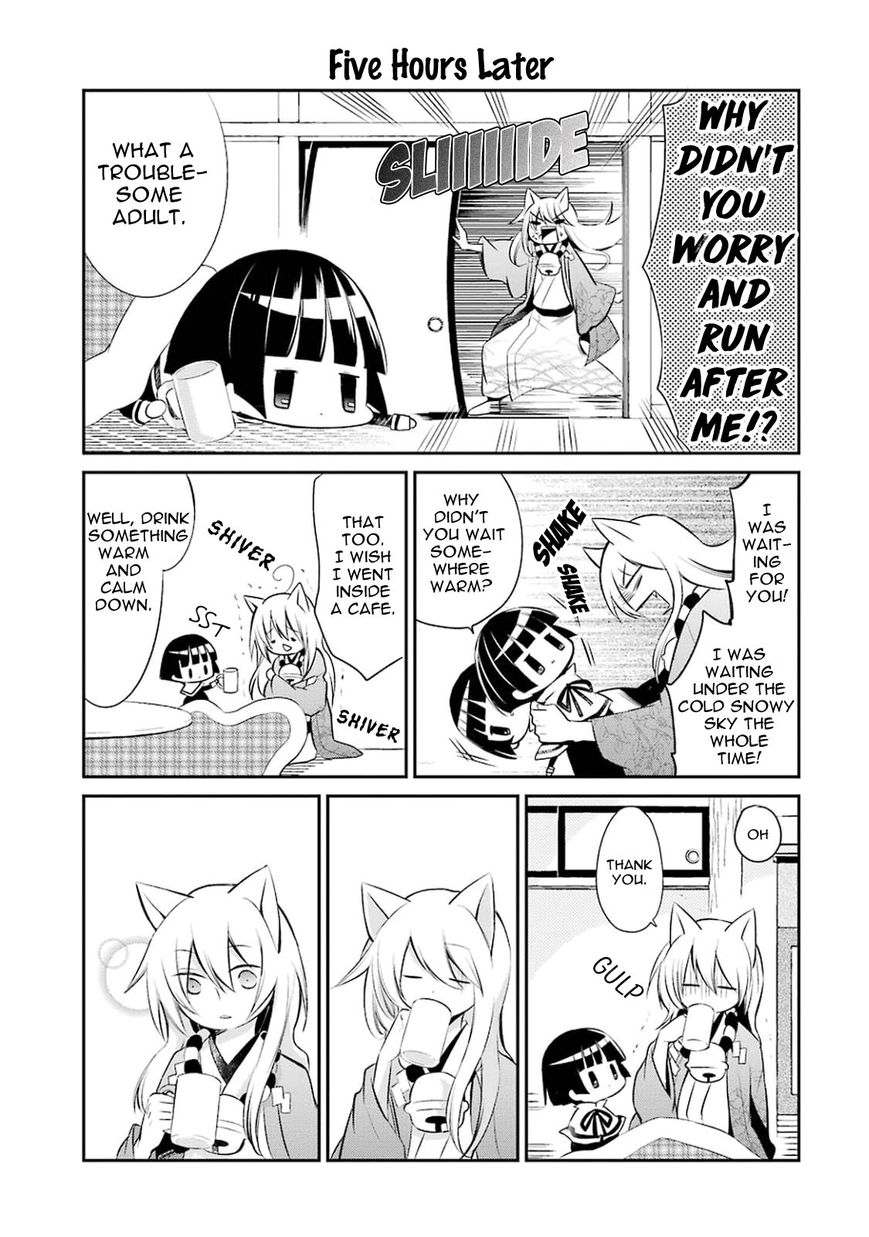 Five Hours Later
WHY
DIDN'T
YOU
WORRY
AND
RUN
AFTER
ME!?
SLIIIIIIDE
WHAT A
TROUBLE-
SOME
ADULT.
I
WAS
WAIT-
ING
FOR
YOU!
I WAS
WAITING
UNDER THE
COLD SNOWY
SKY THE
WHOLE
TIME!
SHAKE
SHAKE
WHY
DIDN'T
YOU WAIT
SOME-
WHERE
WARM?
THAT
TOO.
I WISH
I WENT
INSIDE
A CAFE.
SHIVER
SHIVER
SST
WELL, DRINK
SOMETHING
WARM
AND
CALM
DOWN.
OH
THANK
YOU.
GULP